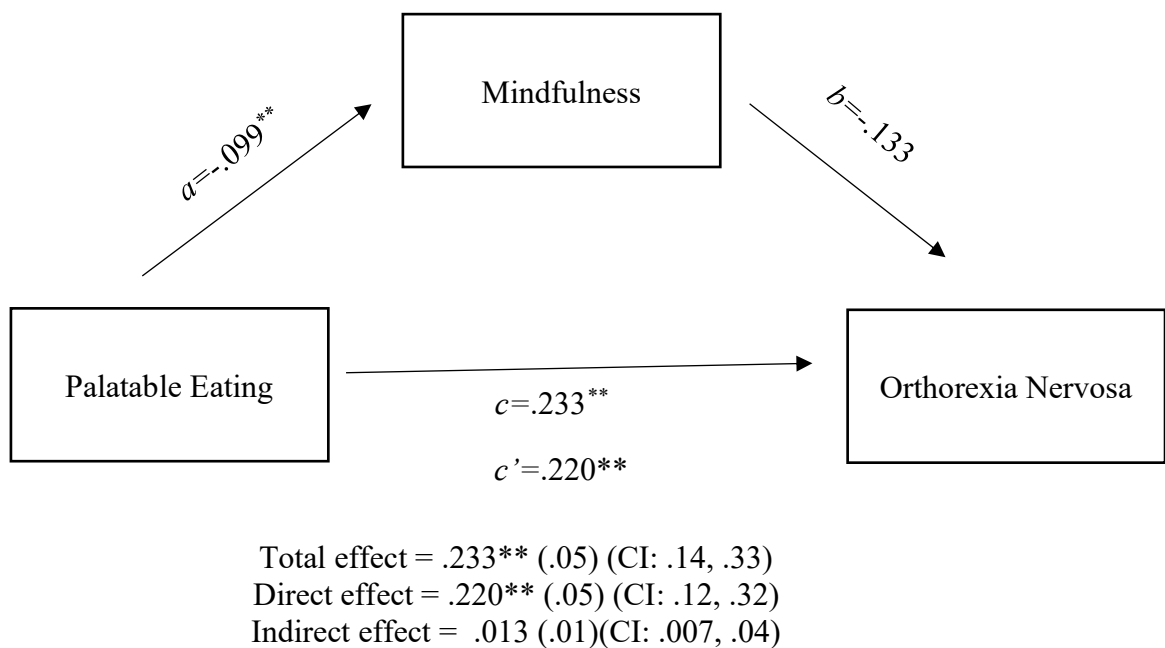 Mindfulness
a=-.099**
b=-.133
Palatable Eating
Orthorexia Nervosa
c=.233**
c’=.220**
Total effect = .233** (.05) (CI: .14, .33)
Direct effect = .220** (.05) (CI: .12, .32)
Indirect effect = .013 (.01)(CI: .007, .04)